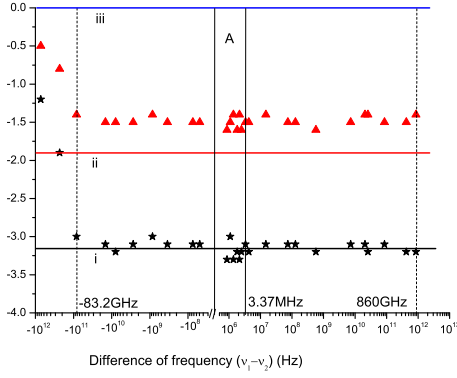 0.0
iii
A
-0.5
-1.0
-1.5
-2.0
ii
-2.5
-3.0
i
-3.5
-83.2GHz
3.37MHz
860GHz
-4.0
-10¹² -10¹¹ -10¹⁰ -10⁹ -10⁸ 10⁶ 10⁷ 10⁸ 10⁹ 10¹⁰ 10¹¹ 10¹² 10¹³
Difference of frequency (ν₁−ν₂) (Hz)